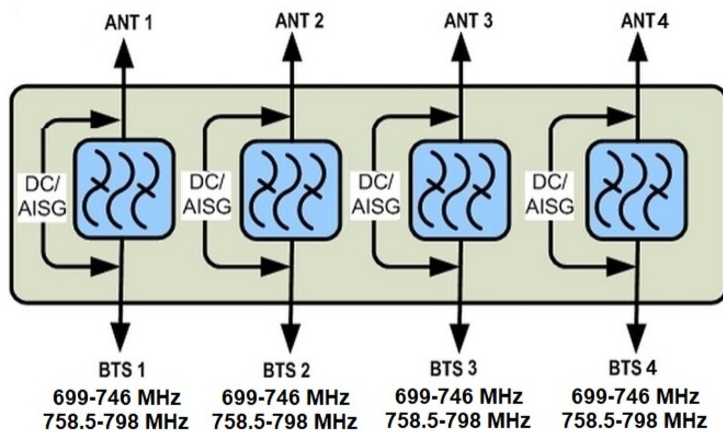 ANT 1 ANT 2 ANT 3 ANT 4
DC/ DC/ DC/ DC/
AISG AISG AISG AISG
BTS 1 BTS 2 BTS 3 BTS 4
699-746 MHz 699-746 MHz 699-746 MHz 699-746 MHz
758.5-798 MHz 758.5-798 MHz 758.5-798 MHz 758.5-798 MHz